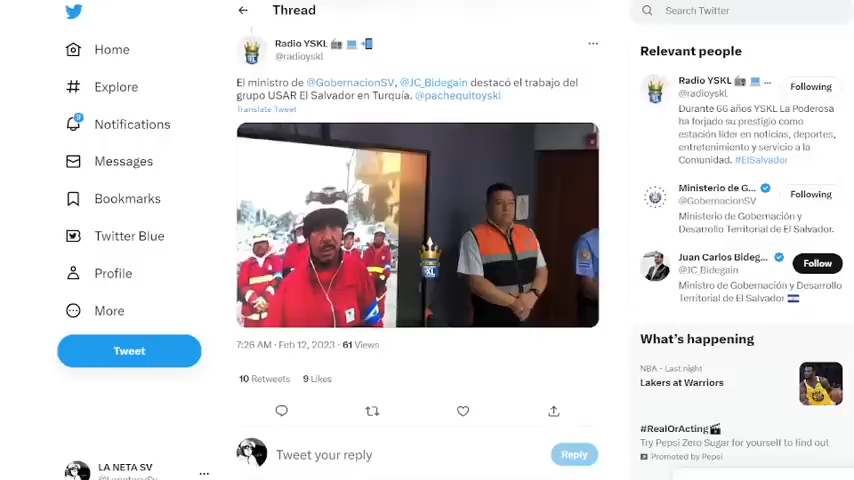 Thread
Search Twitter
Home
Explore
9
Notifications
Messages
Bookmarks
Twitter Blue
Profile
More
Tweet
LA NETA SV
Radio YSKL
@radioyskl
El ministro de @GobernacionSV, @JC_Bidegain destacó el trabajo del
grupo USAR El Salvador en Turquía. @pachequitoyskl
Translate Tweet
7:26 AM · Feb 12, 2023 · 61 Views
10 Retweets 9 Likes
Tweet your reply
Reply
Relevant people
Radio YSKL ...
@radioyskl
Following
Durante 66 años YSKL La Poderosa
ha forjado su prestigio como
estación líder en noticias, deportes,
entretenimiento y servicio a la
Comunidad. #ElSalvador
Ministerio de G...
@GobernacionSV
Following
Ministerio de Gobernación y
Desarrollo Territorial de El Salvador.
Juan Carlos Bideg...
@JC_Bidegain
Follow
Ministro de Gobernación y Desarrollo
Territorial de El Salvador
What's happening
NBA · Last night
Lakers at Warriors
#RealOrActing
Try Pepsi Zero Sugar for yourself to find out
Promoted by Pepsi